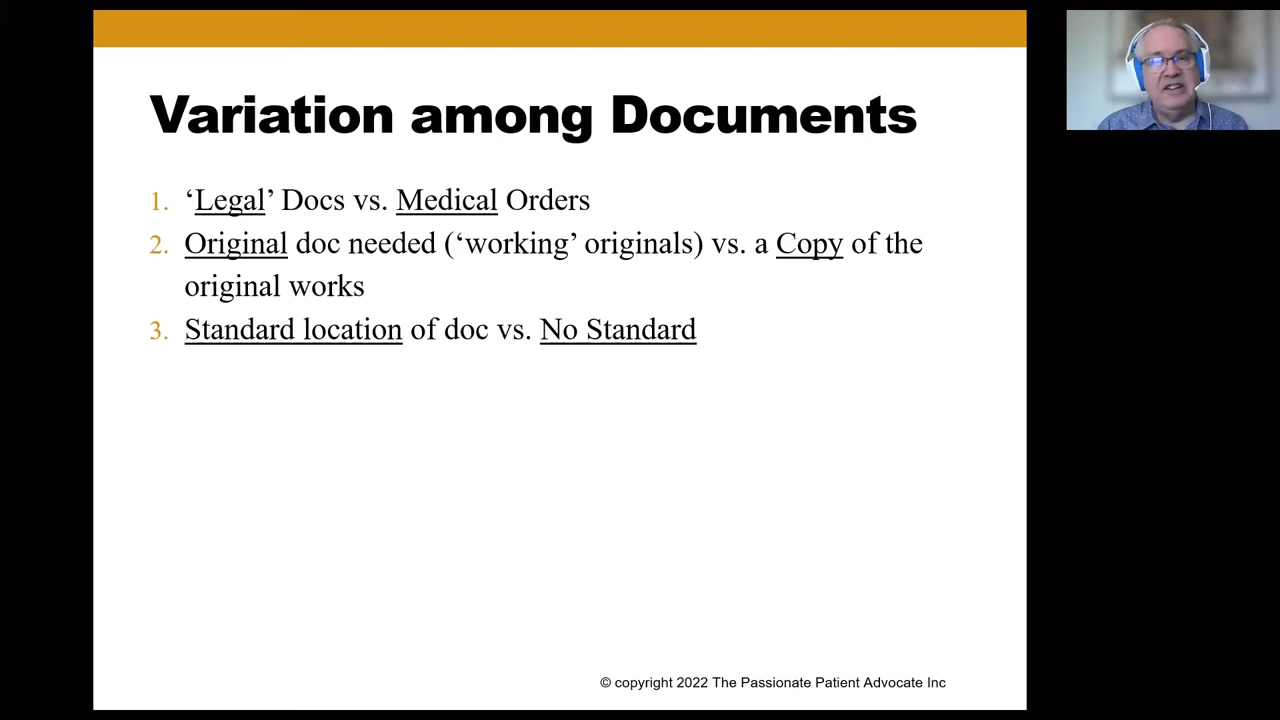 Variation among Documents
1. ‘Legal’ Docs vs. Medical Orders
2. Original doc needed (‘working’ originals) vs. a Copy of the
original works
3. Standard location of doc vs. No Standard
© copyright 2022 The Passionate Patient Advocate Inc